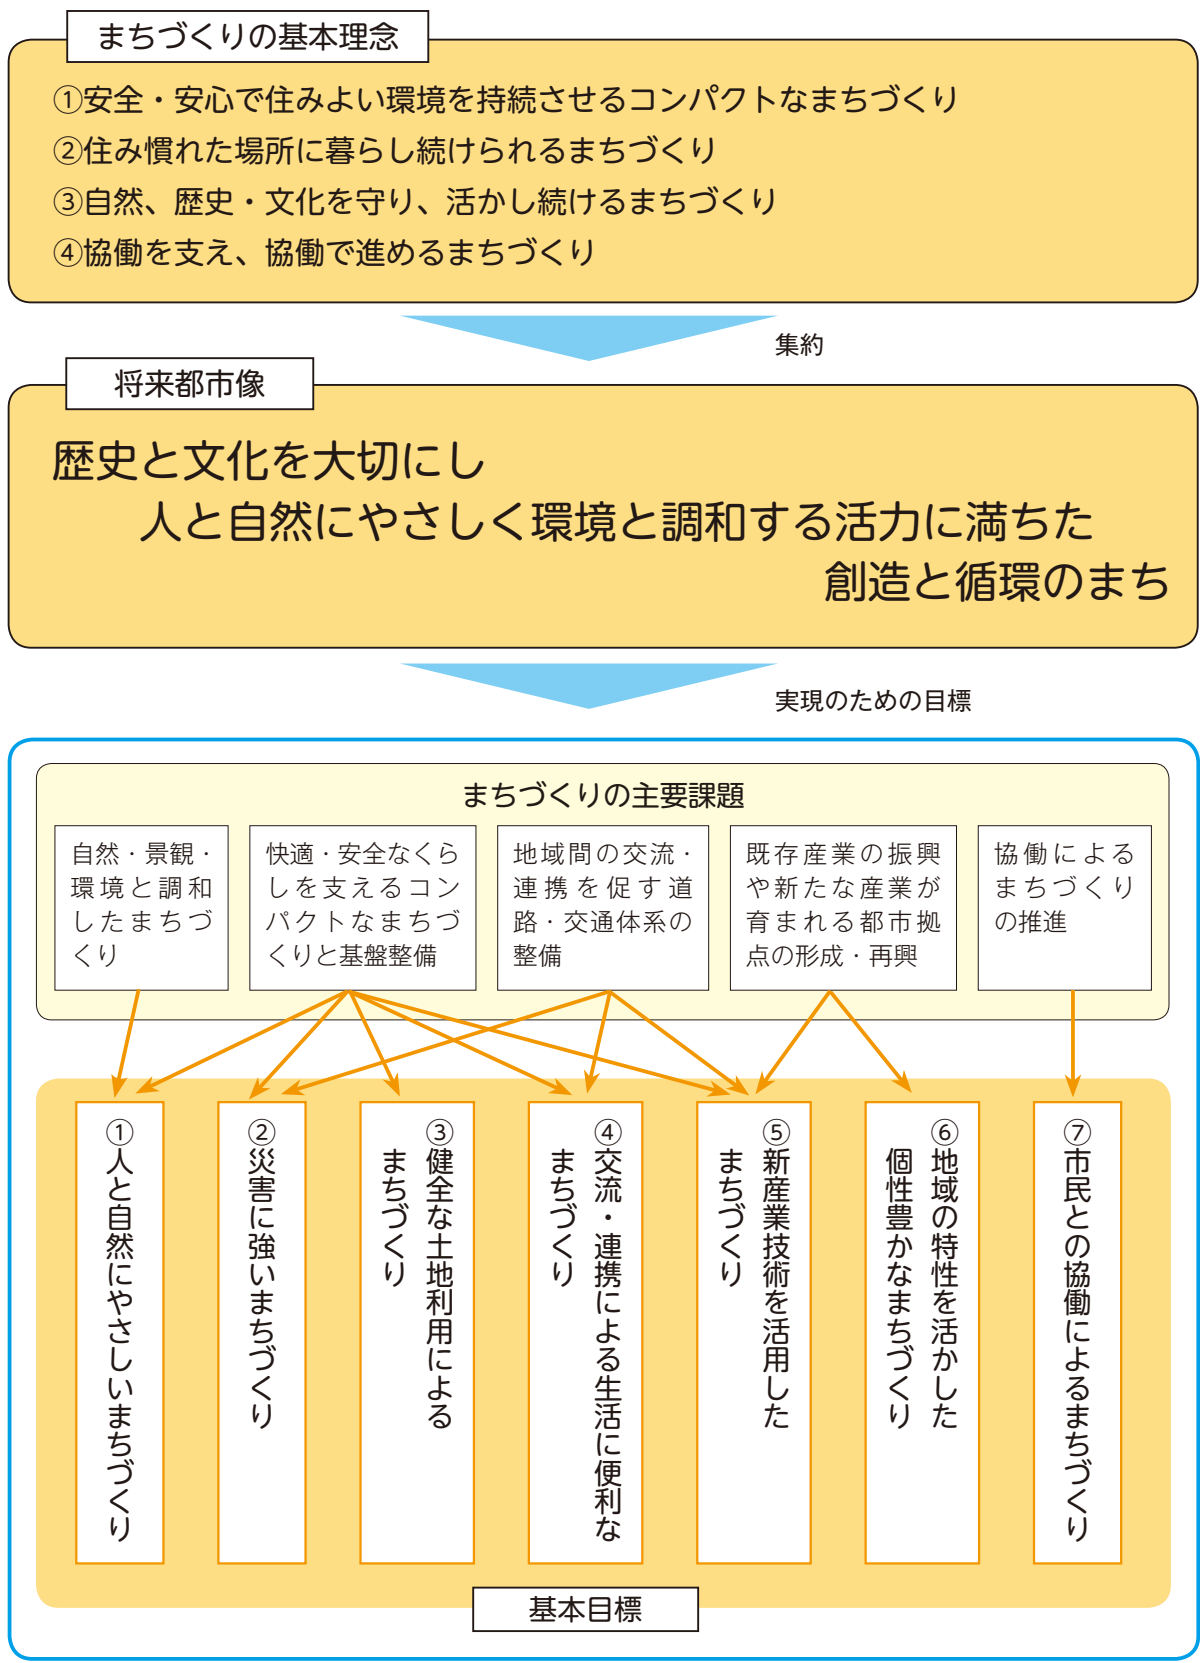 まちづくりの基本理念
①安全・安心で住みよい環境を持続させるコンパクトなまちづくり
②住み慣れた場所に暮らし続けられるまちづくり
③自然、歴史・文化を守り、活かし続けるまちづくり
④協働を支え、協働で進めるまちづくり
集約
将来都市像
歴史と文化を大切にし
人と自然にやさしく環境と調和する活力に満ちた
創造と循環のまち
実現のための目標
まちづくりの主要課題
自然・景観・
環境と調和
したまちづ
くり
快適・安全なくら
しを支えるコン
パクトなまちづ
くりと基盤整備
地域間の交流・
連携を促す道
路・交通体系の
整備
既存産業の振興
や新たな産業が
育まれる都市拠
点の形成・再興
協働による
まちづくり
の推進
①人と自然にやさしいまちづくり
②災害に強いまちづくり
③健全な土地利用による
まちづくり
④交流・連携による生活に便利な
まちづくり
⑤新産業技術を活用した
まちづくり
⑥地域の特性を活かした
個性豊かなまちづくり
⑦市民との協働によるまちづくり
基本目標